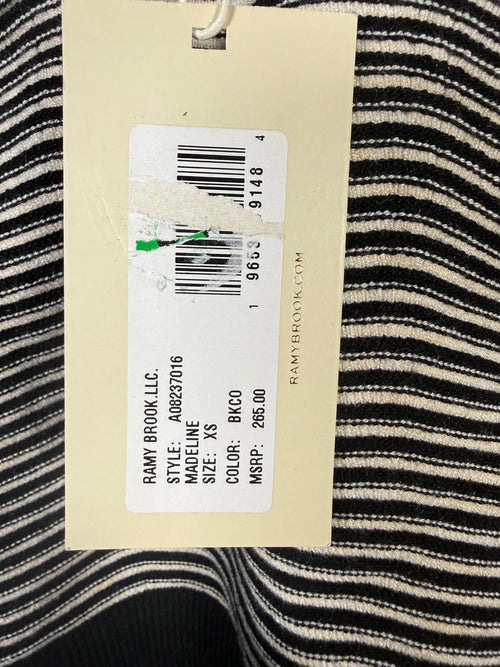 RAMY BROOK.LLC.
STYLE: A08237016
MADELINE
SIZE: XS
COLOR: BKCO
MSRP: 265.00
RAMYBROOK.COM